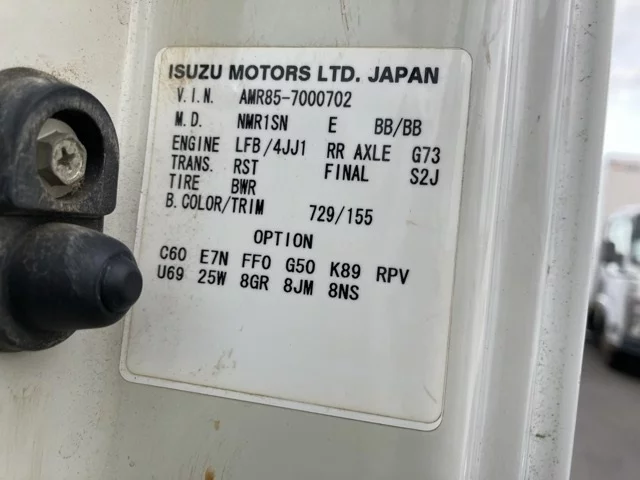 ISUZU MOTORS LTD. JAPAN
V.I.N. AMR85-7000702
M.D. NMR1SN E BB/BB
ENGINE LFB/4JJ1 RR AXLE G73
TRANS. RST FINAL S2J
TIRE BWR
B.COLOR/TRIM 729/155
OPTION
C60 E7N FF0 G50 K89 RPV
U69 25W 8GR 8JM 8NS